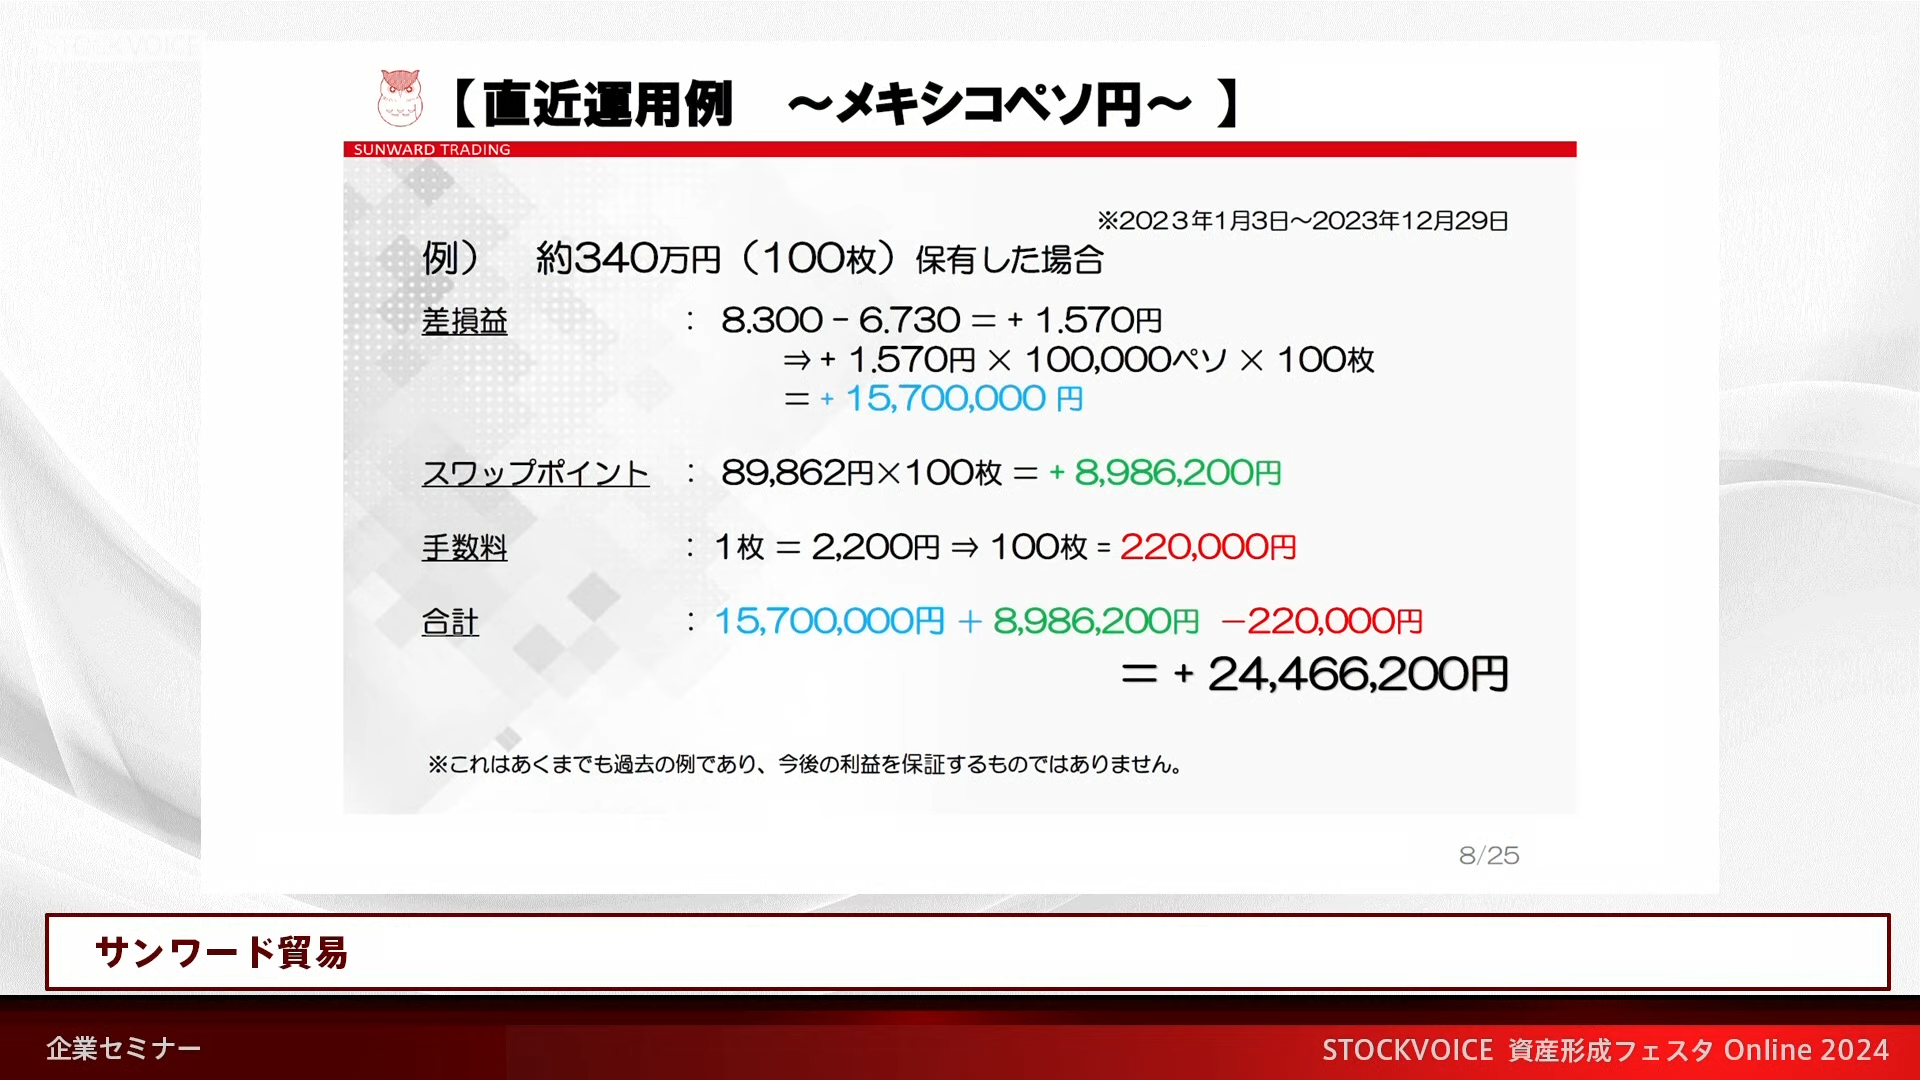 STOCKVOICE
【直近運用例　～メキシコペソ円～ 】
SUNWARD TRADING
※2023年1月3日～2023年12月29日
例）　約340万円（100枚）保有した場合
差損益　： 8.300 - 6.730 ＝ + 1.570円
⇒ + 1.570円 × 100,000ペソ × 100枚
＝ + 15,700,000 円
スワップポイント　： 89,862円×100枚 ＝ + 8,986,200円
手数料　： 1枚 ＝ 2,200円 ⇒ 100枚 = 220,000円
合計　： 15,700,000円 ＋ 8,986,200円 －220,000円
＝ + 24,466,200円
※これはあくまでも過去の例であり、今後の利益を保証するものではありません。
8/25
サンワード貿易
企業セミナー
STOCKVOICE 資産形成フェスタ Online 2024